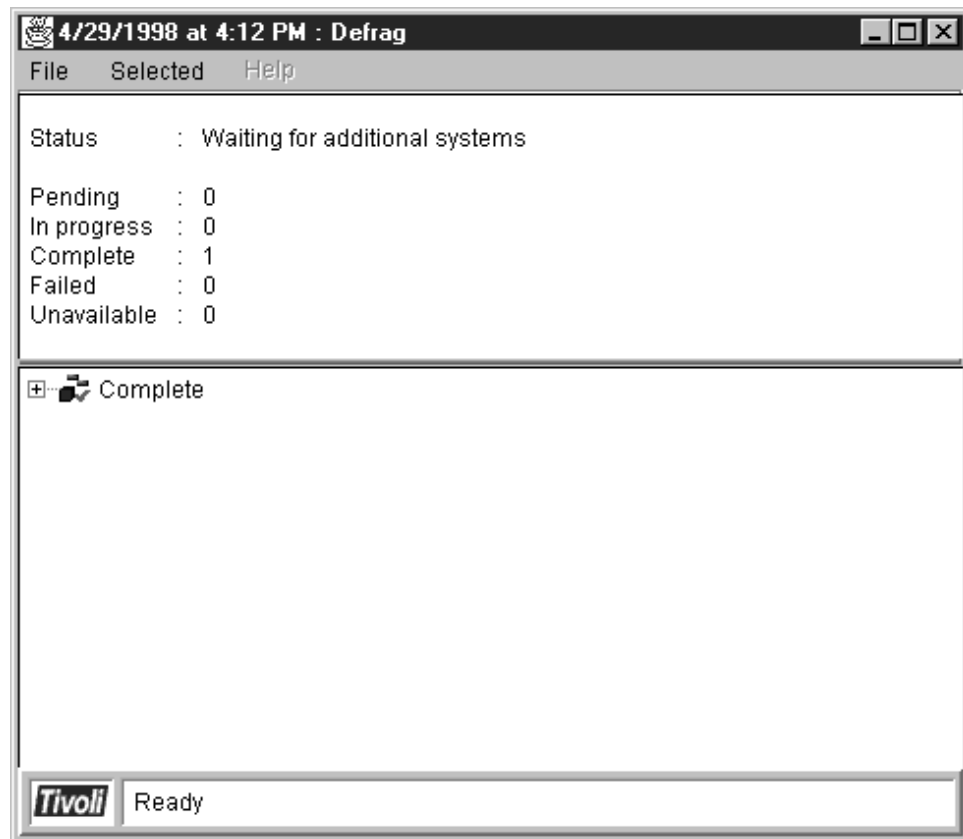 4/29/1998 at 4:12 PM : Defrag
File Selected Help
Status : Waiting for additional systems
Pending : 0
In progress : 0
Complete : 1
Failed : 0
Unavailable : 0
Complete
Tivoli Ready